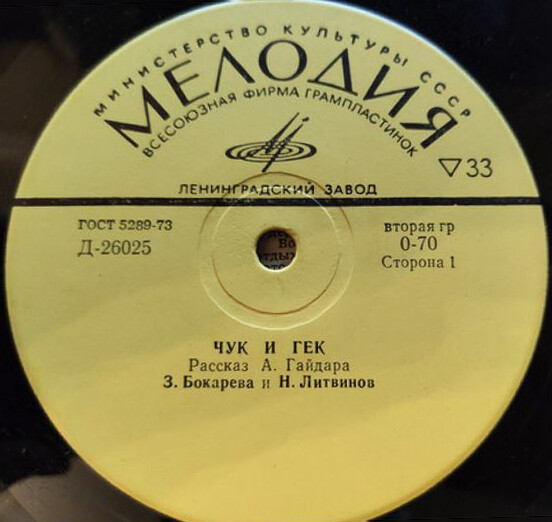 МИНИСТЕРСТВО КУЛЬТУРЫ СССР
МЕЛОДИЯ
ВСЕСОЮЗНАЯ ФИРМА ГРАМПЛАСТИНОК
▽33
ЛЕНИНГРАДСКИЙ ЗАВОД
ГОСТ 5289-73
Д-26025
вторая гр
0-70
Сторона 1
ЧУК И ГЕК
Рассказ А. Гайдара
З. Бокарева и Н. Литвинов